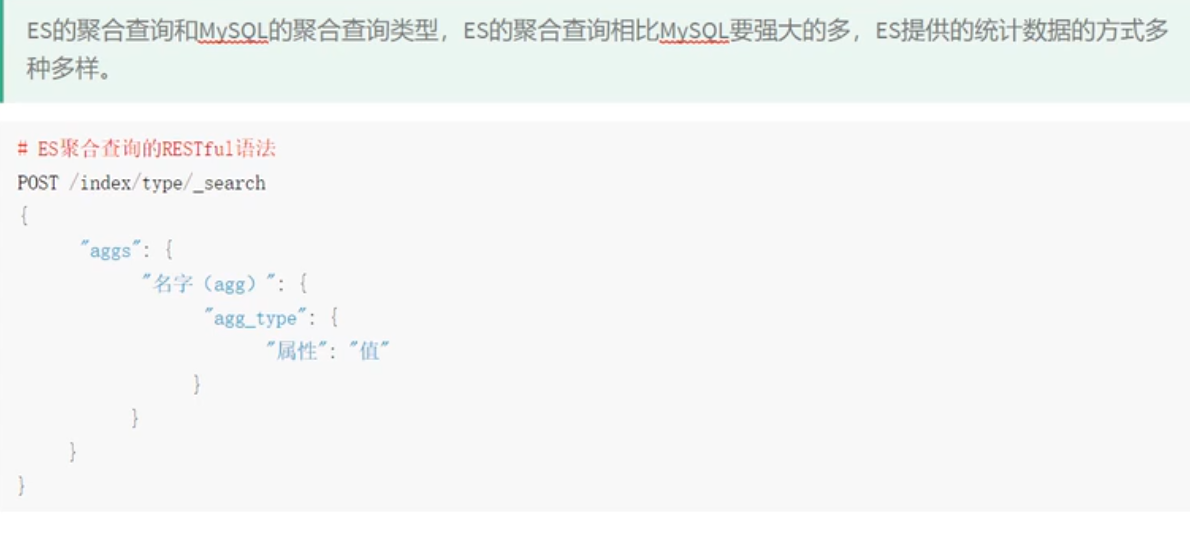 ES的聚合查询和MySQL的聚合查询类型，ES的聚合查询相比MySQL要强大的多，ES提供的统计数据的方式多
种多样。
# ES聚合查询的RESTful语法
POST /index/type/_search
{
"aggs": {
"名字（agg）": {
"agg_type": {
"属性": "值"
}
}
}
}